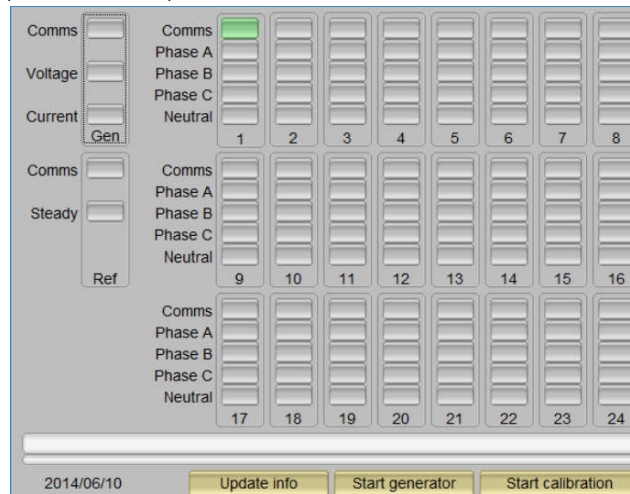 Comms
Voltage
Current
Gen
Comms
Phase A
Phase B
Phase C
Neutral
1 2 3 4 5 6 7 8
Comms
Steady
Ref
Comms
Phase A
Phase B
Phase C
Neutral
9 10 11 12 13 14 15 16
Comms
Phase A
Phase B
Phase C
Neutral
17 18 19 20 21 22 23 24
2014/06/10 Update info Start generator Start calibration